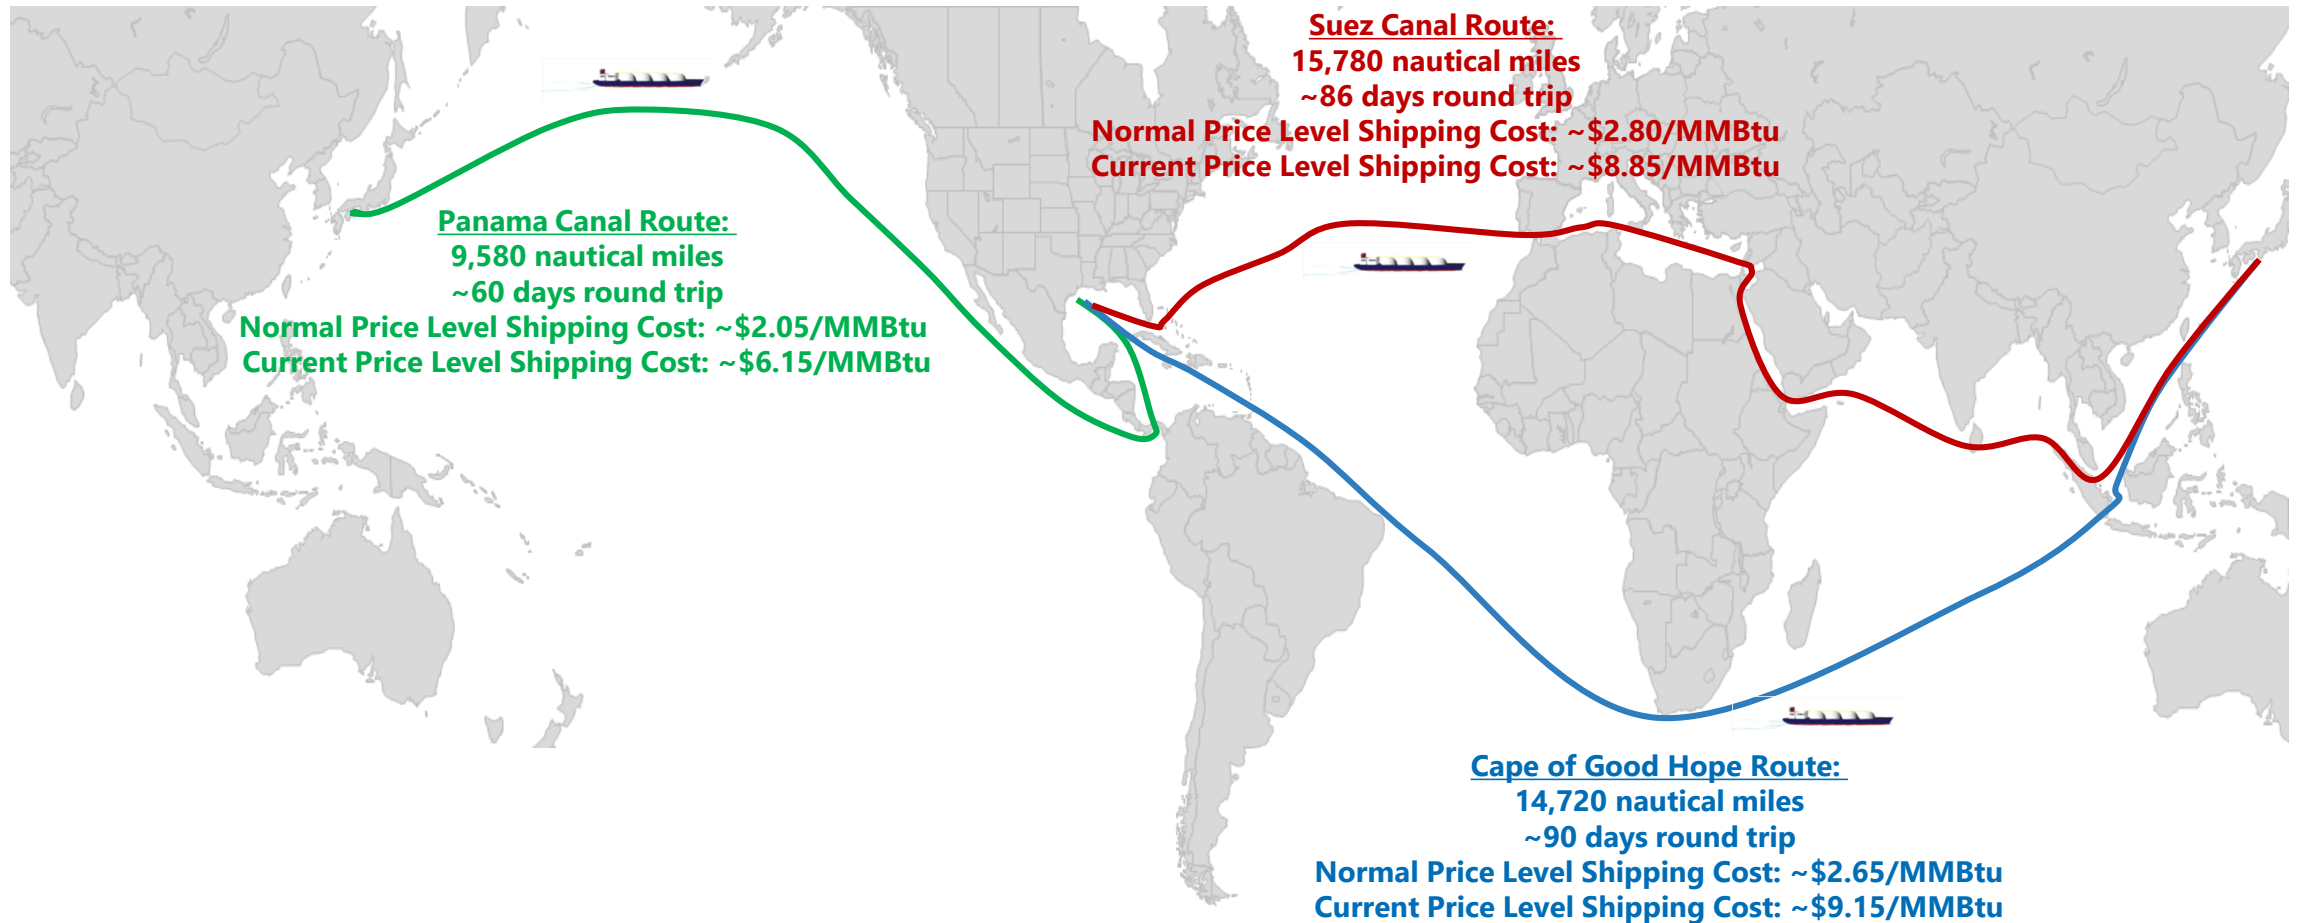 Suez Canal Route:
15,780 nautical miles
~86 days round trip
Normal Price Level Shipping Cost: ~$2.80/MMBtu
Current Price Level Shipping Cost: ~$8.85/MMBtu
Panama Canal Route:
9,580 nautical miles
~60 days round trip
Normal Price Level Shipping Cost: ~$2.05/MMBtu
Current Price Level Shipping Cost: ~$6.15/MMBtu
Cape of Good Hope Route:
14,720 nautical miles
~90 days round trip
Normal Price Level Shipping Cost: ~$2.65/MMBtu
Current Price Level Shipping Cost: ~$9.15/MMBtu